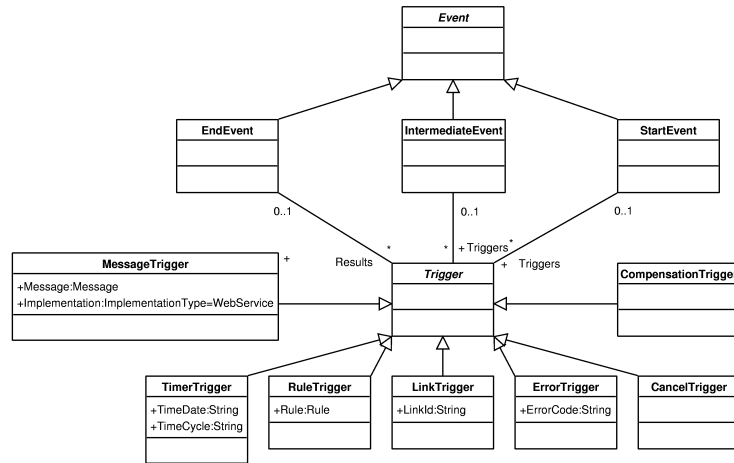 Event
EndEvent
IntermediateEvent
StartEvent
0..1
0..1
0..1
*
*
+ Triggers
*
+
Results
+
Triggers
MessageTrigger
+Message:Message
+Implementation:ImplementationType=WebService
Trigger
CompensationTrigger
TimerTrigger
+TimeDate:String
+TimeCycle:String
RuleTrigger
+Rule:Rule
LinkTrigger
+LinkId:String
ErrorTrigger
+ErrorCode:String
CancelTrigger